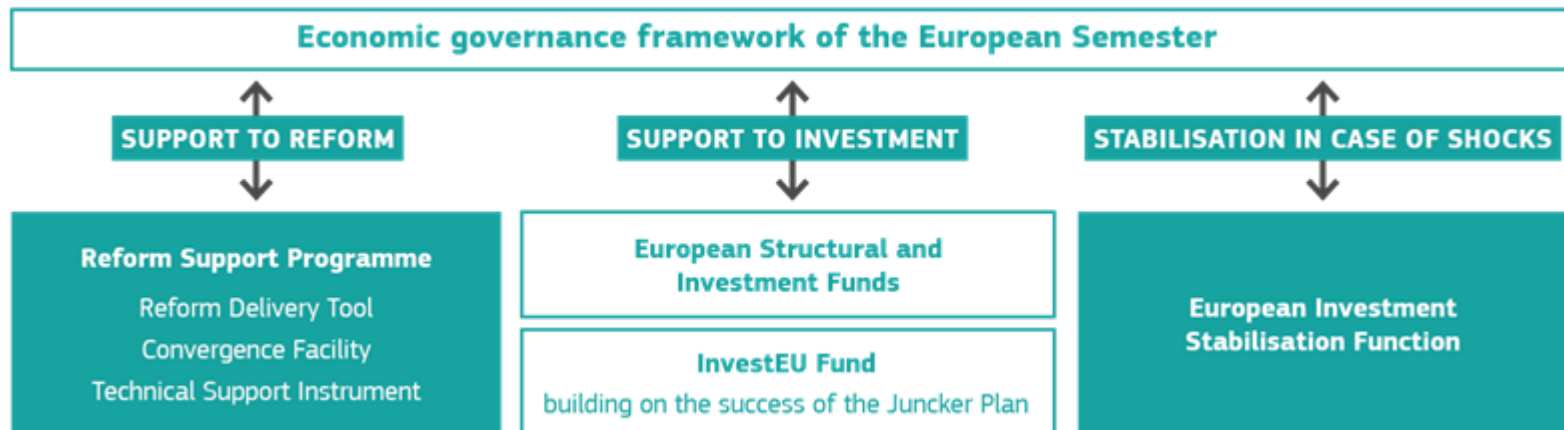 Economic governance framework of the European Semester
SUPPORT TO REFORM
SUPPORT TO INVESTMENT
STABILISATION IN CASE OF SHOCKS
Reform Support Programme
Reform Delivery Tool
Convergence Facility
Technical Support Instrument
European Structural and
Investment Funds
InvestEU Fund
building on the success of the Juncker Plan
European Investment
Stabilisation Function